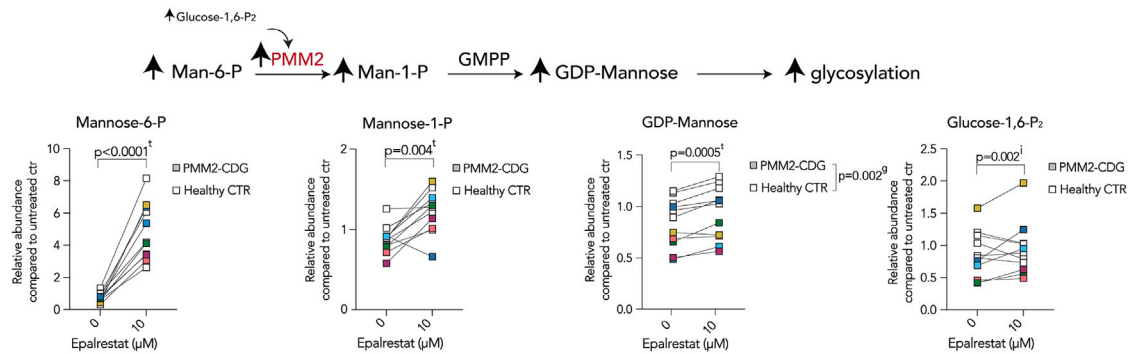 Glucose-1,6-P2
Man-6-P PMM2 Man-1-P GMPP GDP-Mannose glycosylation
Mannose-6-P
p<0.0001t
PMM2-CDG
Healthy CTR
Relative abundance
compared to untreated ctr
10
8
6
4
2
0
0 10
Epalrestat (µM)
Mannose-1-P
p=0.004t
PMM2-CDG
Healthy CTR
Relative abundance
compared to untreated ctr
2
1
0
0 10
Epalrestat (µM)
GDP-Mannose
p=0.0005t
PMM2-CDG
Healthy CTR
p=0.002g
Relative abundance
compared to untreated ctr
1.5
1.0
0.5
0.0
0 10
Epalrestat (µM)
Glucose-1,6-P2
p=0.002i
PMM2-CDG
Healthy CTR
Relative abundance
compared to untreated ctr
2.5
2.0
1.5
1.0
0.5
0.0
0 10
Epalrestat (µM)